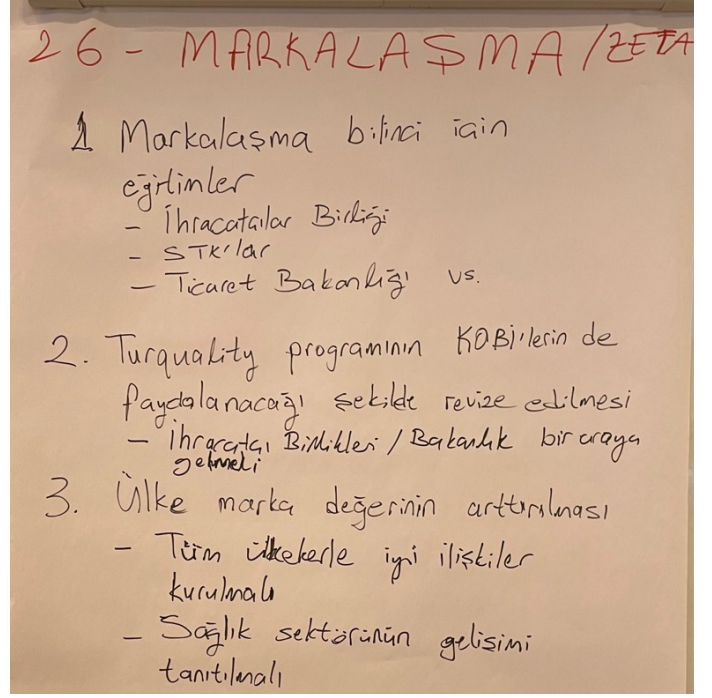 26 - MARKALAŞMA / ZETA
1 Markalaşma bilinci için
eğitimler
- İhracatçılar Birliği
- STK'lar
- Ticaret Bakanlığı vs.
2. Turquality programının KOBİ'lerin de
faydalanacağı şekilde revize edilmesi
- İhracatçı Birlikleri / Bakanlık bir araya
gelmeli
3. Ülke marka değerinin arttırılması
- Tüm ülkekerle iyi ilişkiler
kurulmalı
- Sağlık sektörünün gelişimi
tanıtılmalı